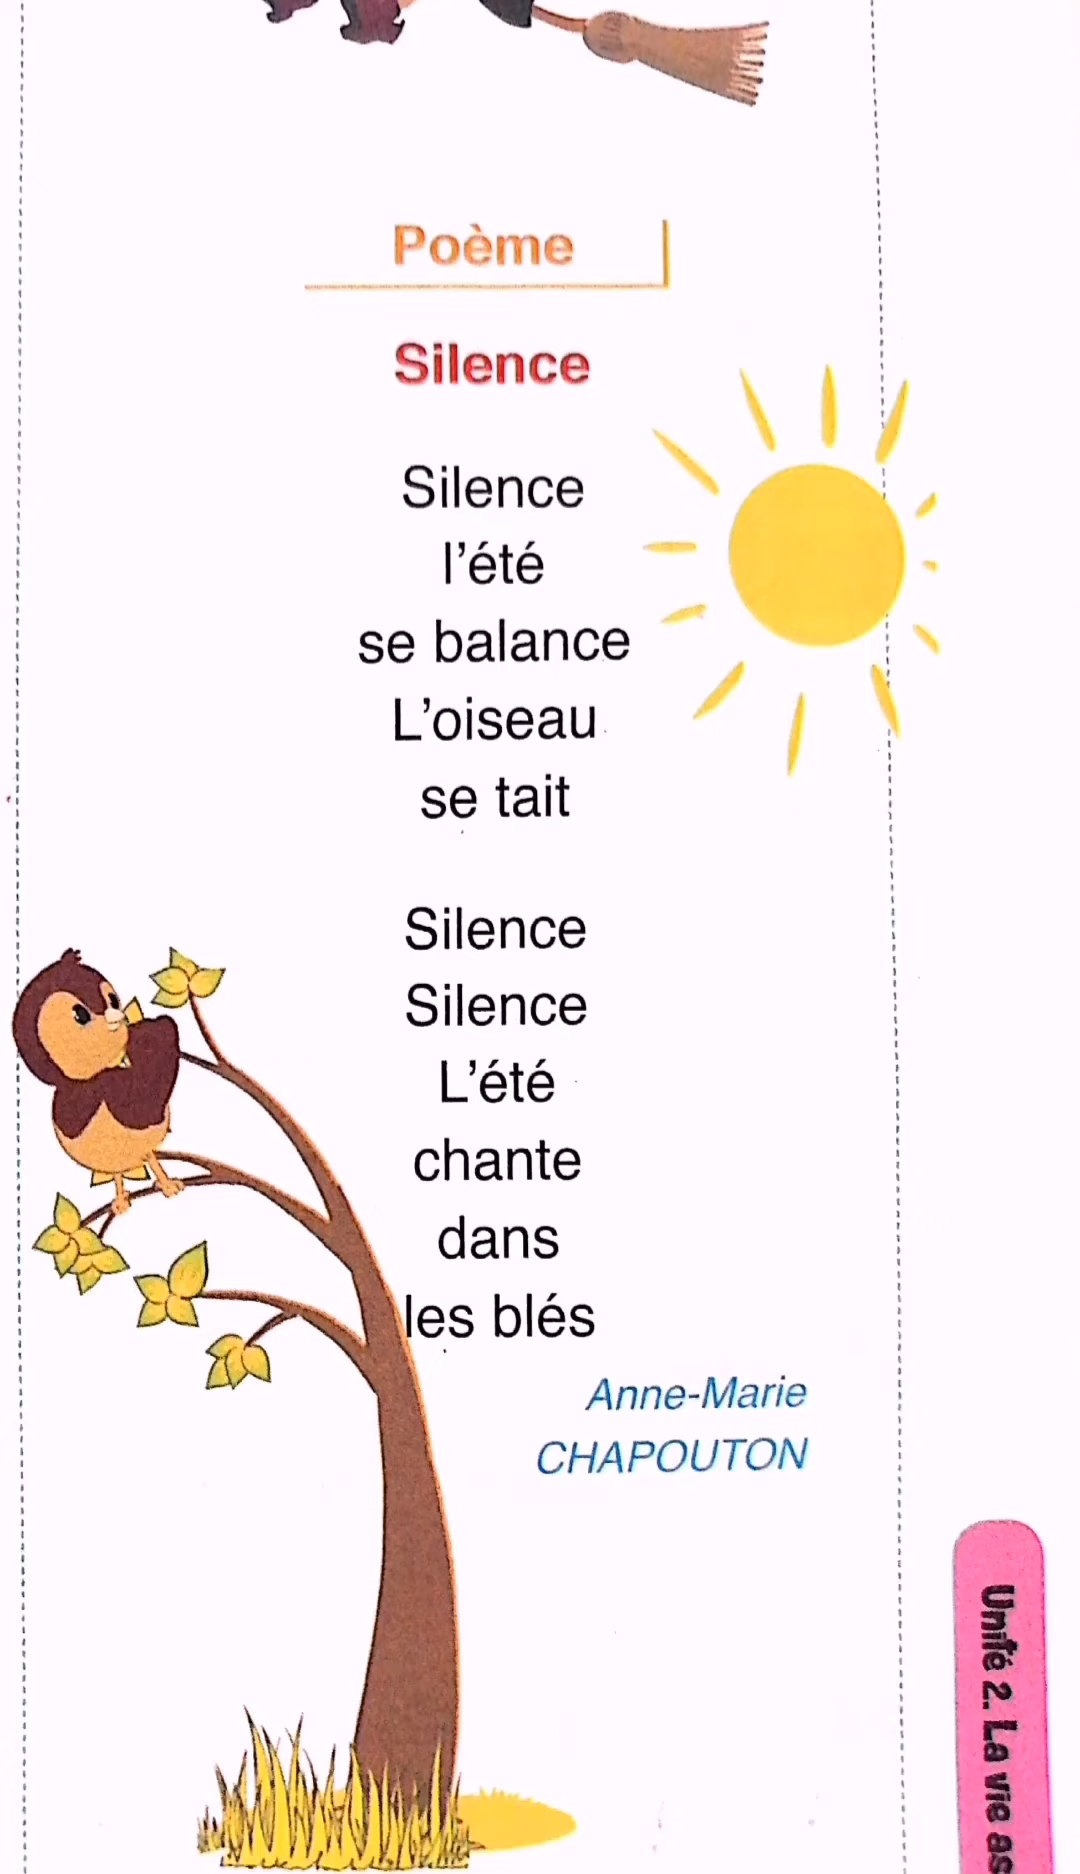 Poème
Silence
Silence
l'été
se balance
L'oiseau
se tait
Silence
Silence
L'été
chante
dans
les blés
Anne-Marie
CHAPOUTON
Unité 2. La vie